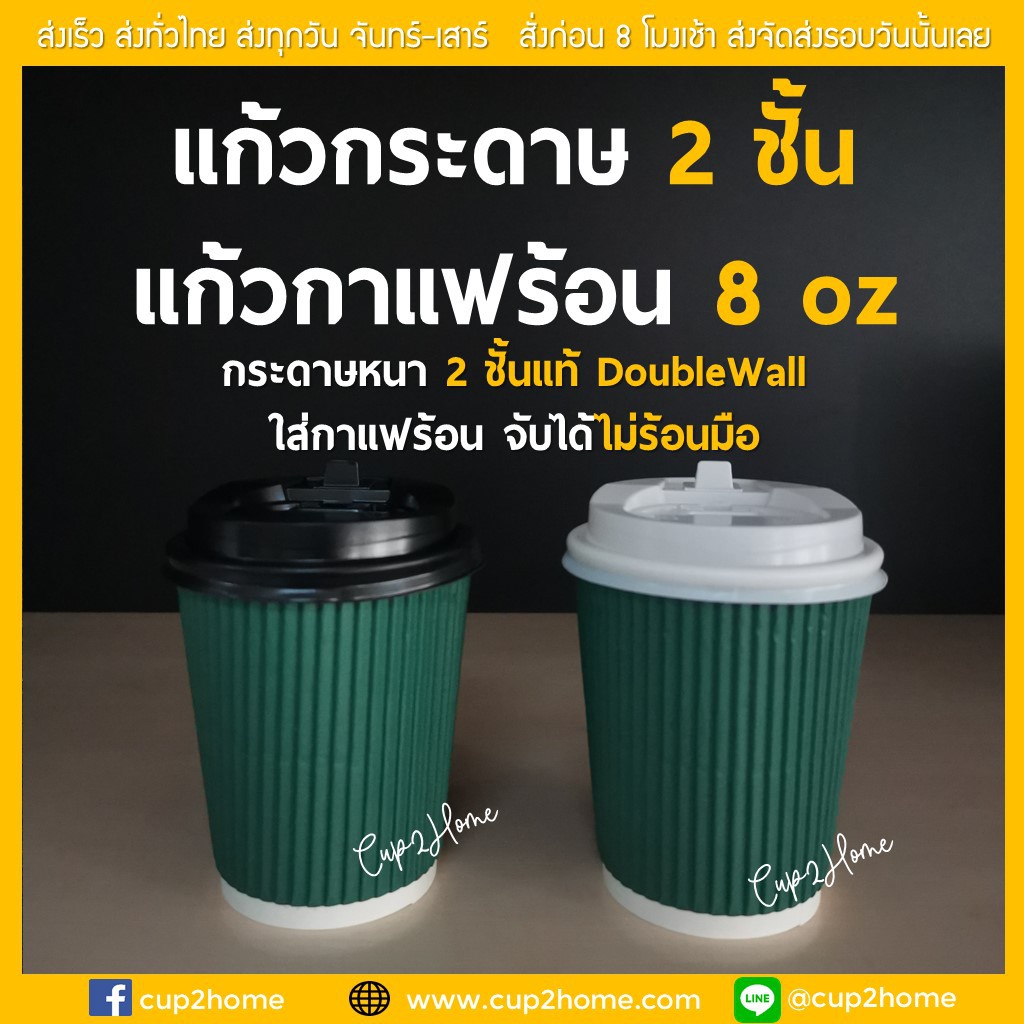 ส่งเร็ว ส่งทั่วไทย ส่งทุกวัน จันทร์-เสาร์ สั่งก่อน 8 โมงเช้า ส่งจัดส่งรอบวันนั้นเลย
แก้วกระดาษ 2 ชั้น
แก้วกาแฟร้อน 8 oz
กระดาษหนา 2 ชั้นแท้ DoubleWall
ใส่กาแฟร้อน จับได้ไม่ร้อนมือ
Cup2Home
Cup2Home
cup2home
www.cup2home.com
LINE
@cup2home